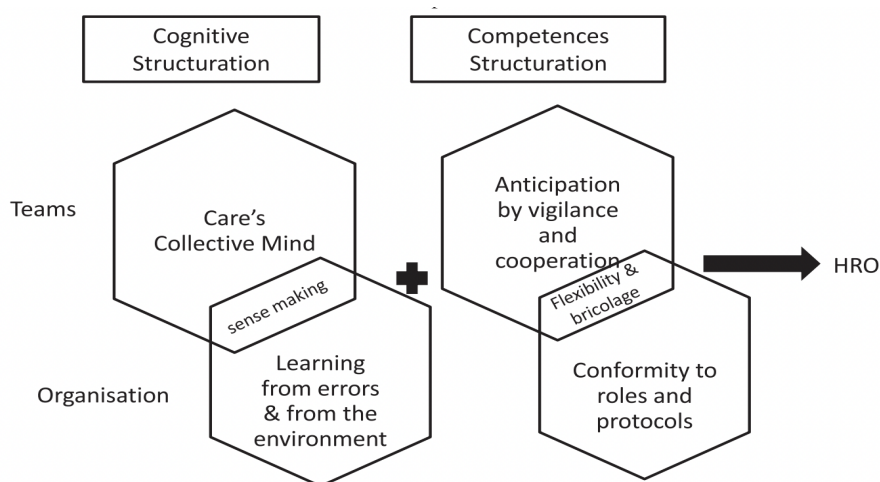 Cognitive
Structuration
Competences
Structuration
Teams
Care's
Collective Mind
Anticipation
by vigilance
and
cooperation
HRO
sense making
Flexibility &
bricolage
Organisation
Learning
from errors
& from the
environment
Conformity to
roles and
protocols